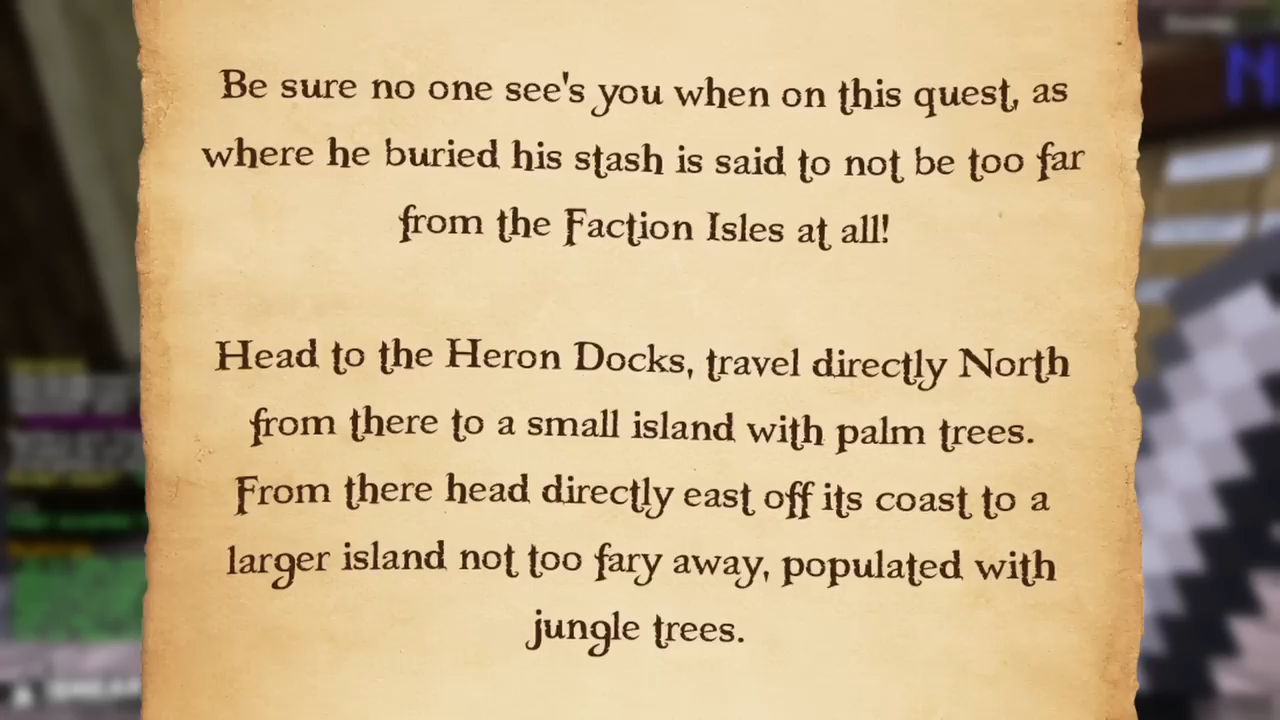 Be sure no one see's you when on this quest, as
where he buried his stash is said to not be too far
from the Faction Isles at all!
Head to the Heron Docks, travel directly North
from there to a small island with palm trees.
From there head directly east off its coast to a
larger island not too fary away, populated with
jungle trees.